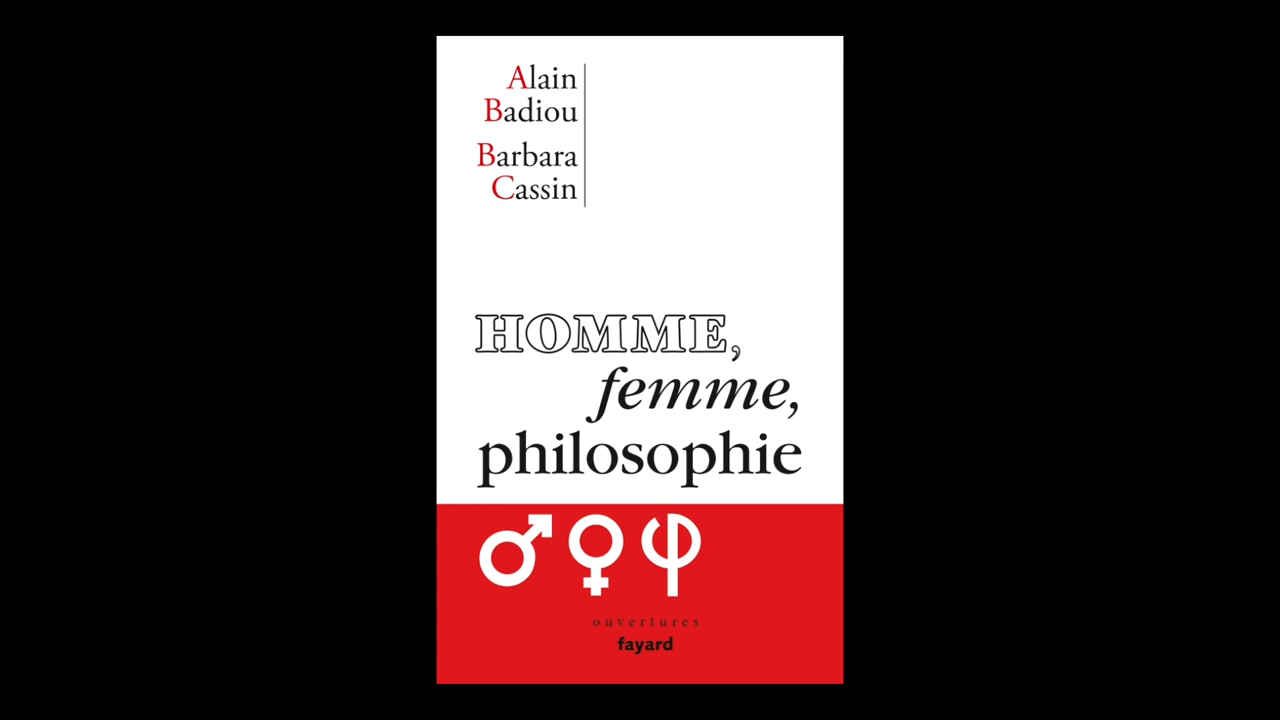 Alain
Badiou
Barbara
Cassin
HOMME,
femme,
philosophie
♂♀φ
ouvertures
fayard